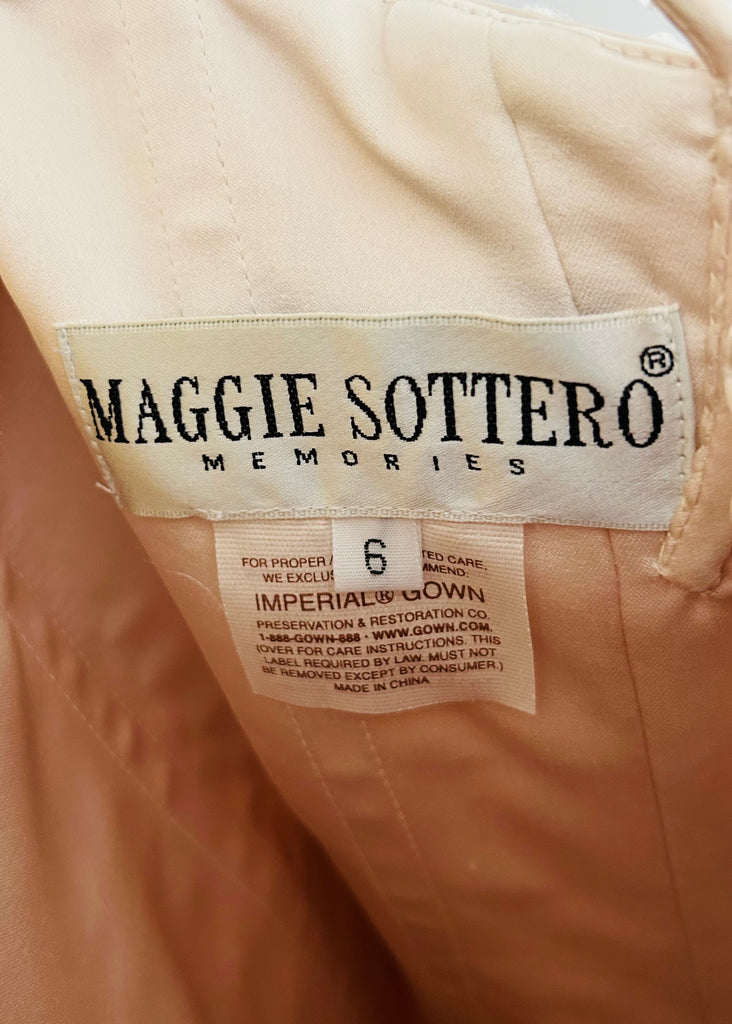 MAGGIE SOTTERO®
MEMORIES
6
FOR PROPER TED CARE,
WE MMEND:
IMPERIAL® GOWN
PRESERVATION & RESTORATION CO.
1-888-GOWN-888 · WWW.GOWN.COM.
(OVER FOR CARE INSTRUCTIONS. THIS
LABEL REQUIRED BY LAW. MUST NOT
BE REMOVED EXCEPT BY CONSUMER.)
MADE IN CHINA